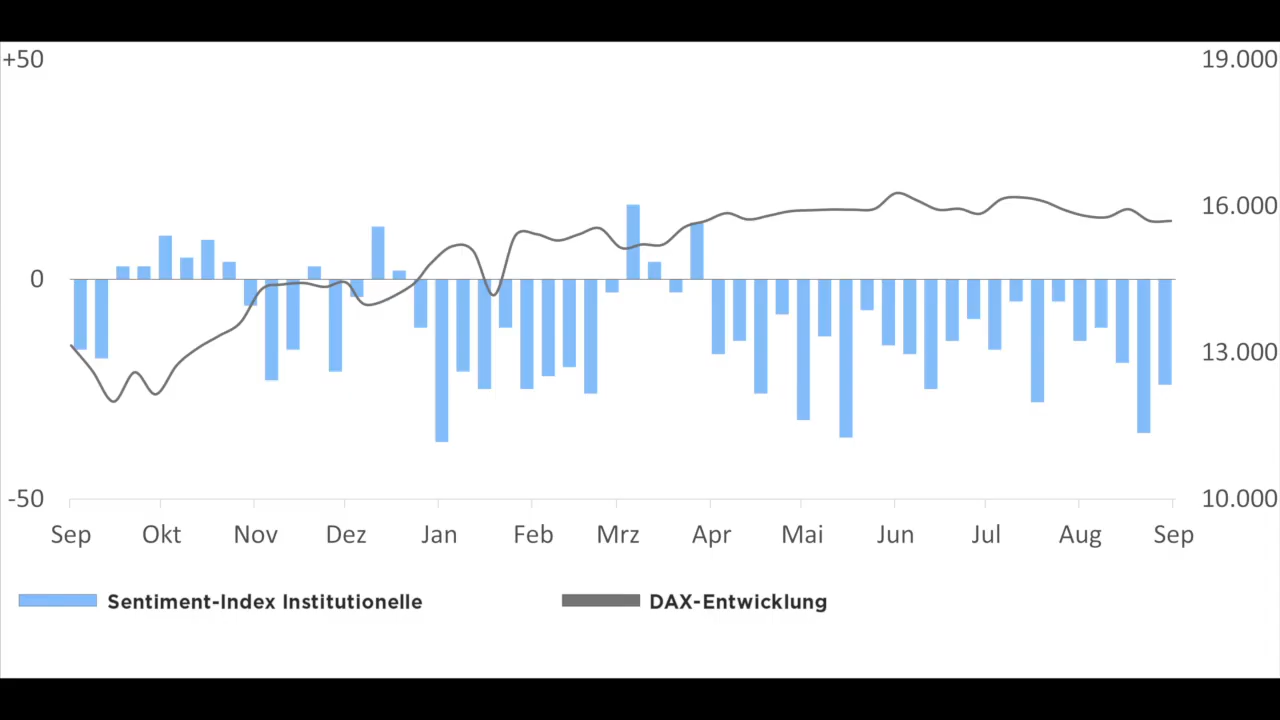 +50 19.000
16.000
0
13.000
-50 10.000
Sep Okt Nov Dez Jan Feb Mrz Apr Mai Jun Jul Aug Sep
Sentiment-Index Institutionelle DAX-Entwicklung